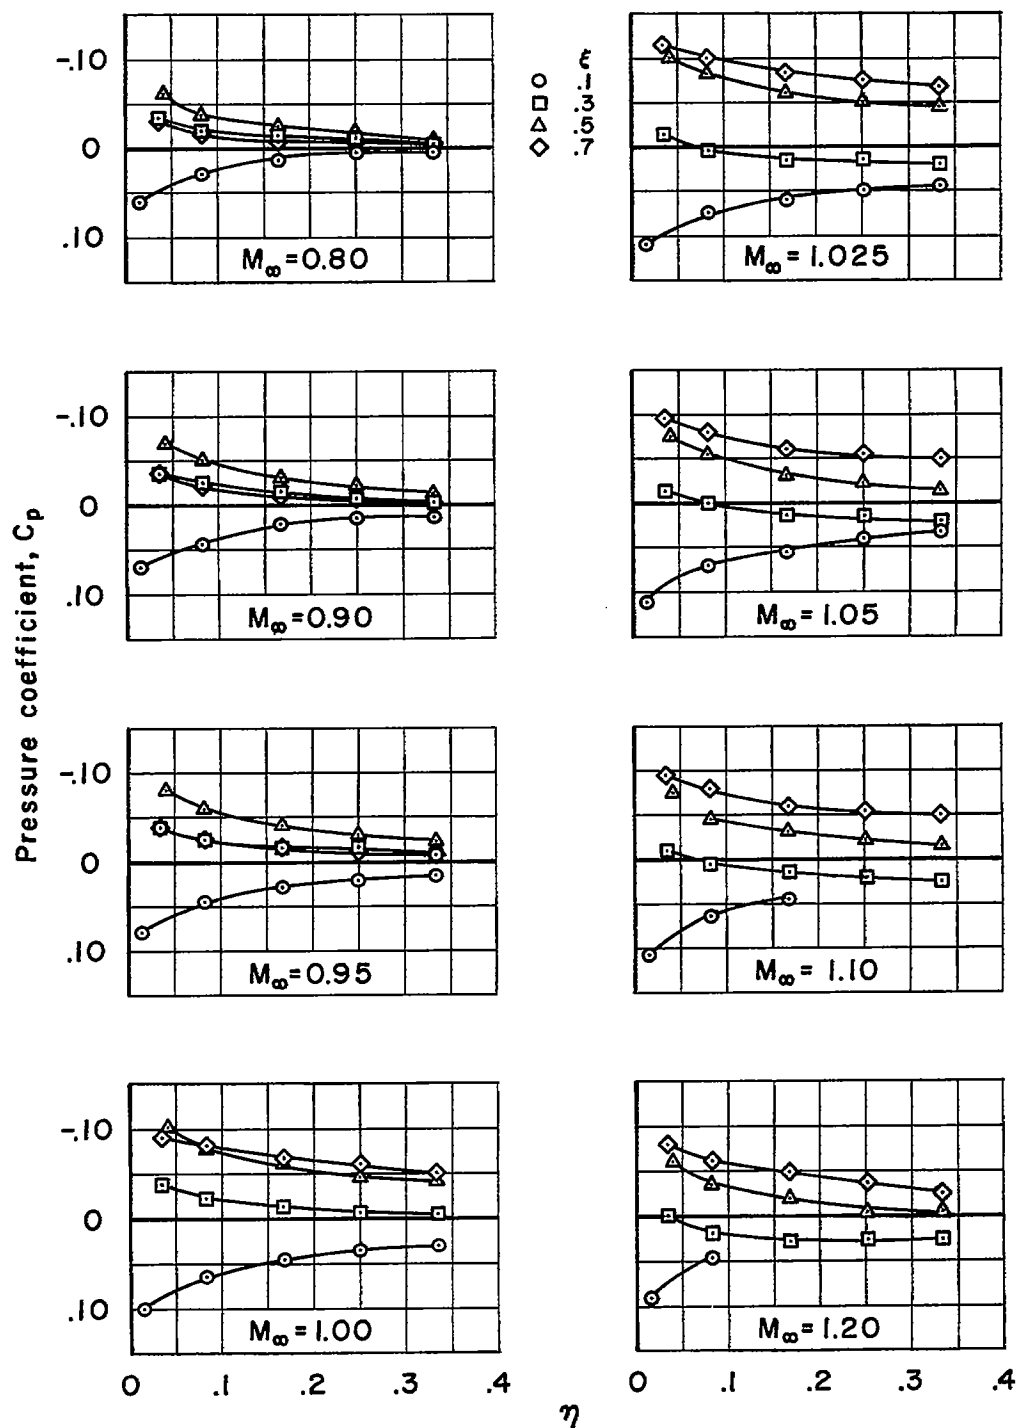 -.10
0
.10
M∞=0.80
ξ
.1
.3
.5
.7
M∞=1.025
-.10
0
.10
M∞=0.90
M∞=1.05
Pressure coefficient, Cp
-.10
0
.10
M∞=0.95
M∞=1.10
-.10
0
.10
M∞=1.00
M∞=1.20
0 .1 .2 .3 .4
0 .1 .2 .3 .4
η